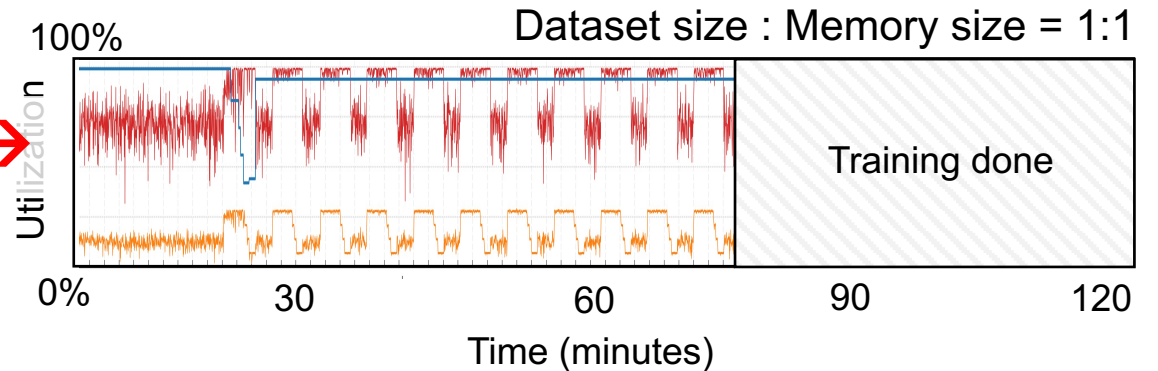 Dataset size : Memory size = 1:1
100%
Utilization
Training done
0%
30
60
90
120
Time (minutes)